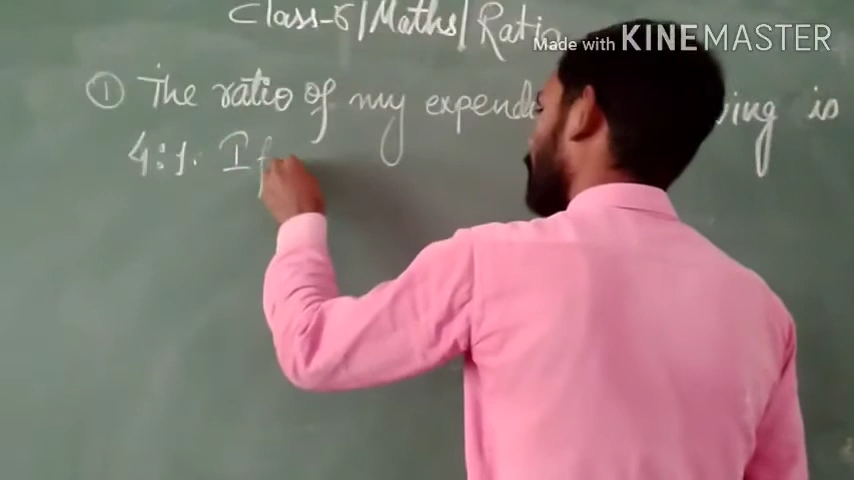 Class-6/Maths/Ratio
Made with KINEMASTER
① The ratio of my expend ving is
4:1. If